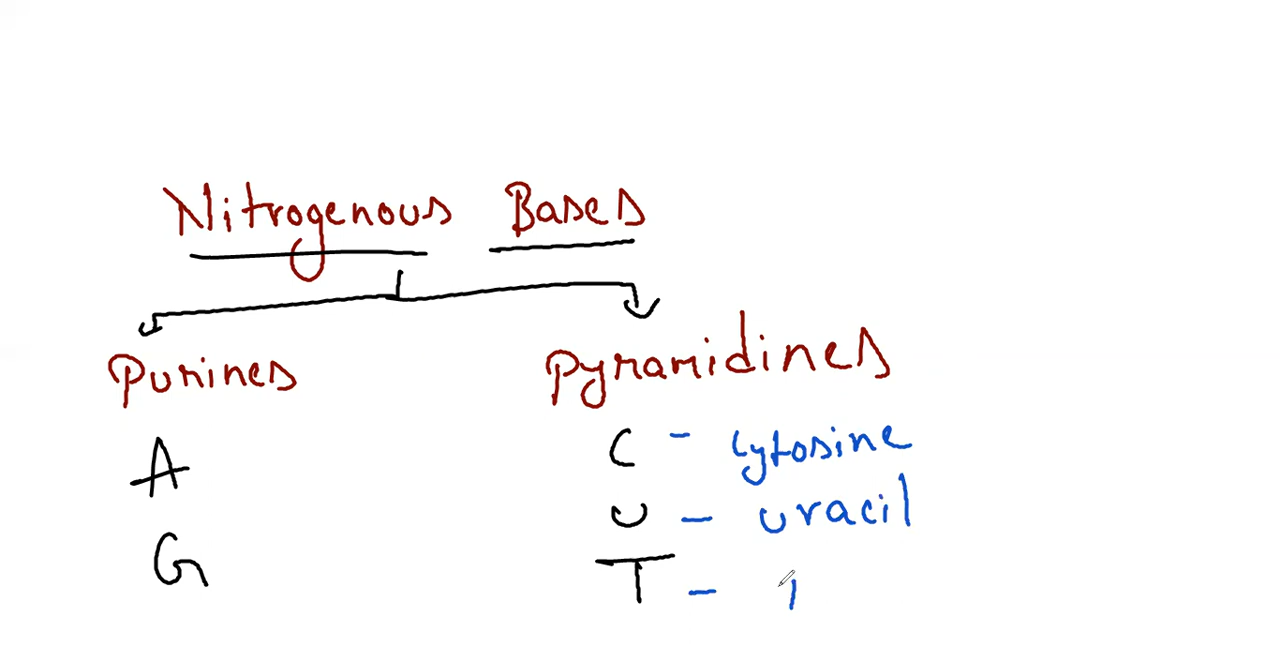 Nitrogenous Bases
Purines Pyramidines
A C - Cytosine
U - uracil
G
T -